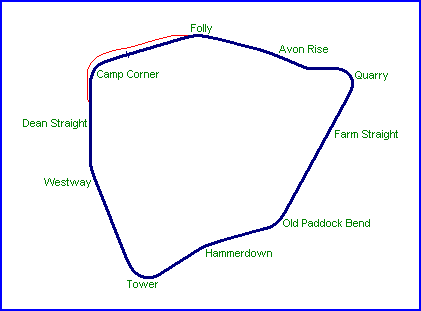 Folly
Avon Rise
Camp Corner
Quarry
Dean Straight
Farm Straight
Westway
Old Paddock Bend
Hammerdown
Tower